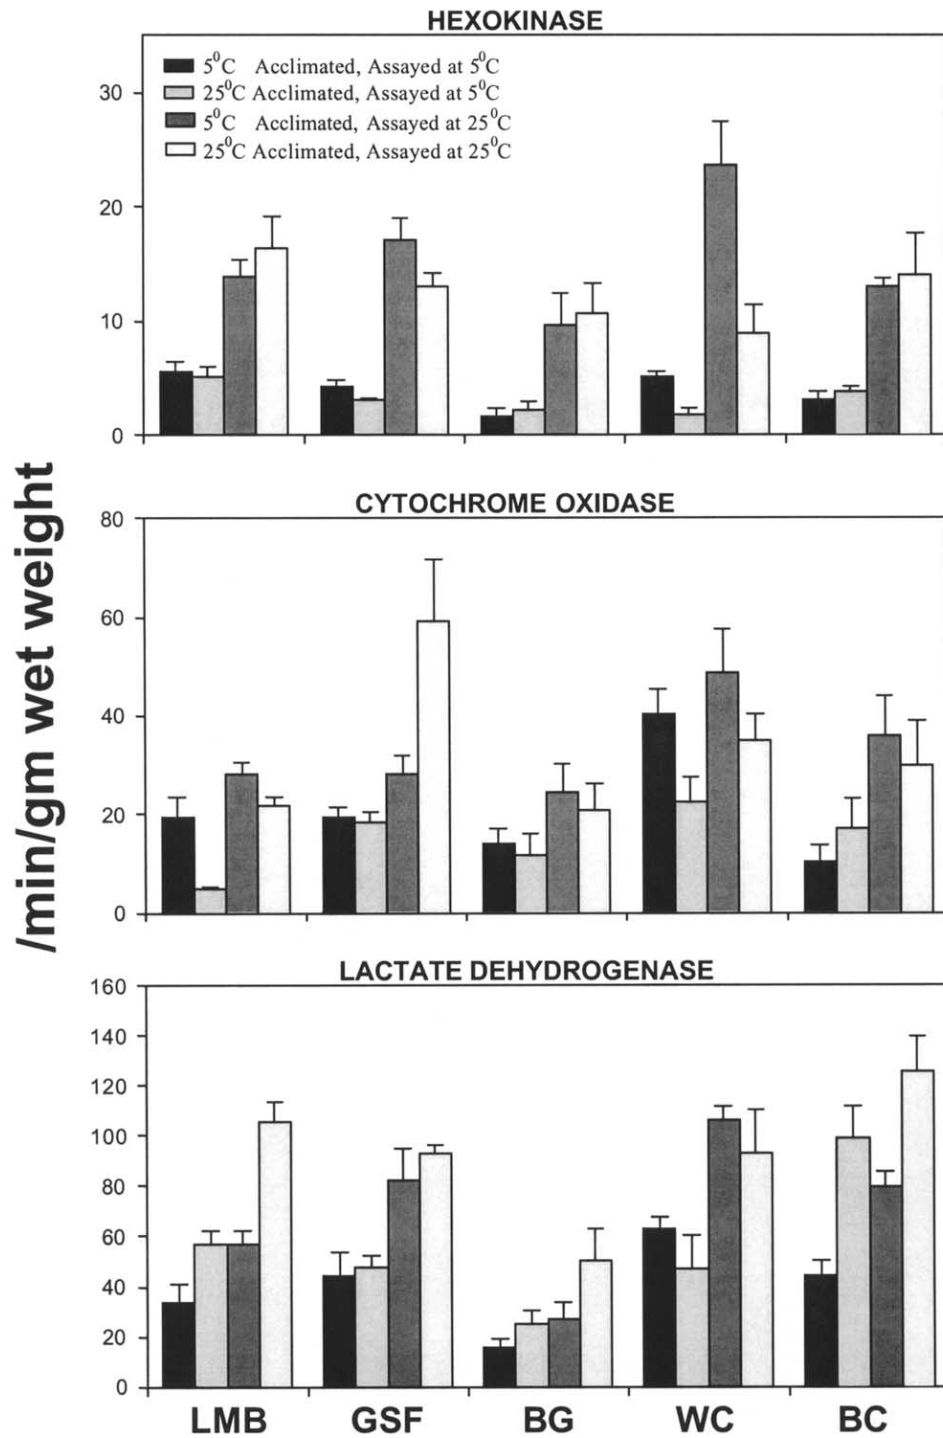 HEXOKINASE
5⁰C Acclimated, Assayed at 5⁰C
25⁰C Acclimated, Assayed at 5⁰C
5⁰C Acclimated, Assayed at 25⁰C
25⁰C Acclimated, Assayed at 25⁰C
30
20
10
0
/min/gm wet weight
CYTOCHROME OXIDASE
80
60
40
20
0
LACTATE DEHYDROGENASE
160
140
120
100
80
60
40
20
0
LMB GSF BG WC BC